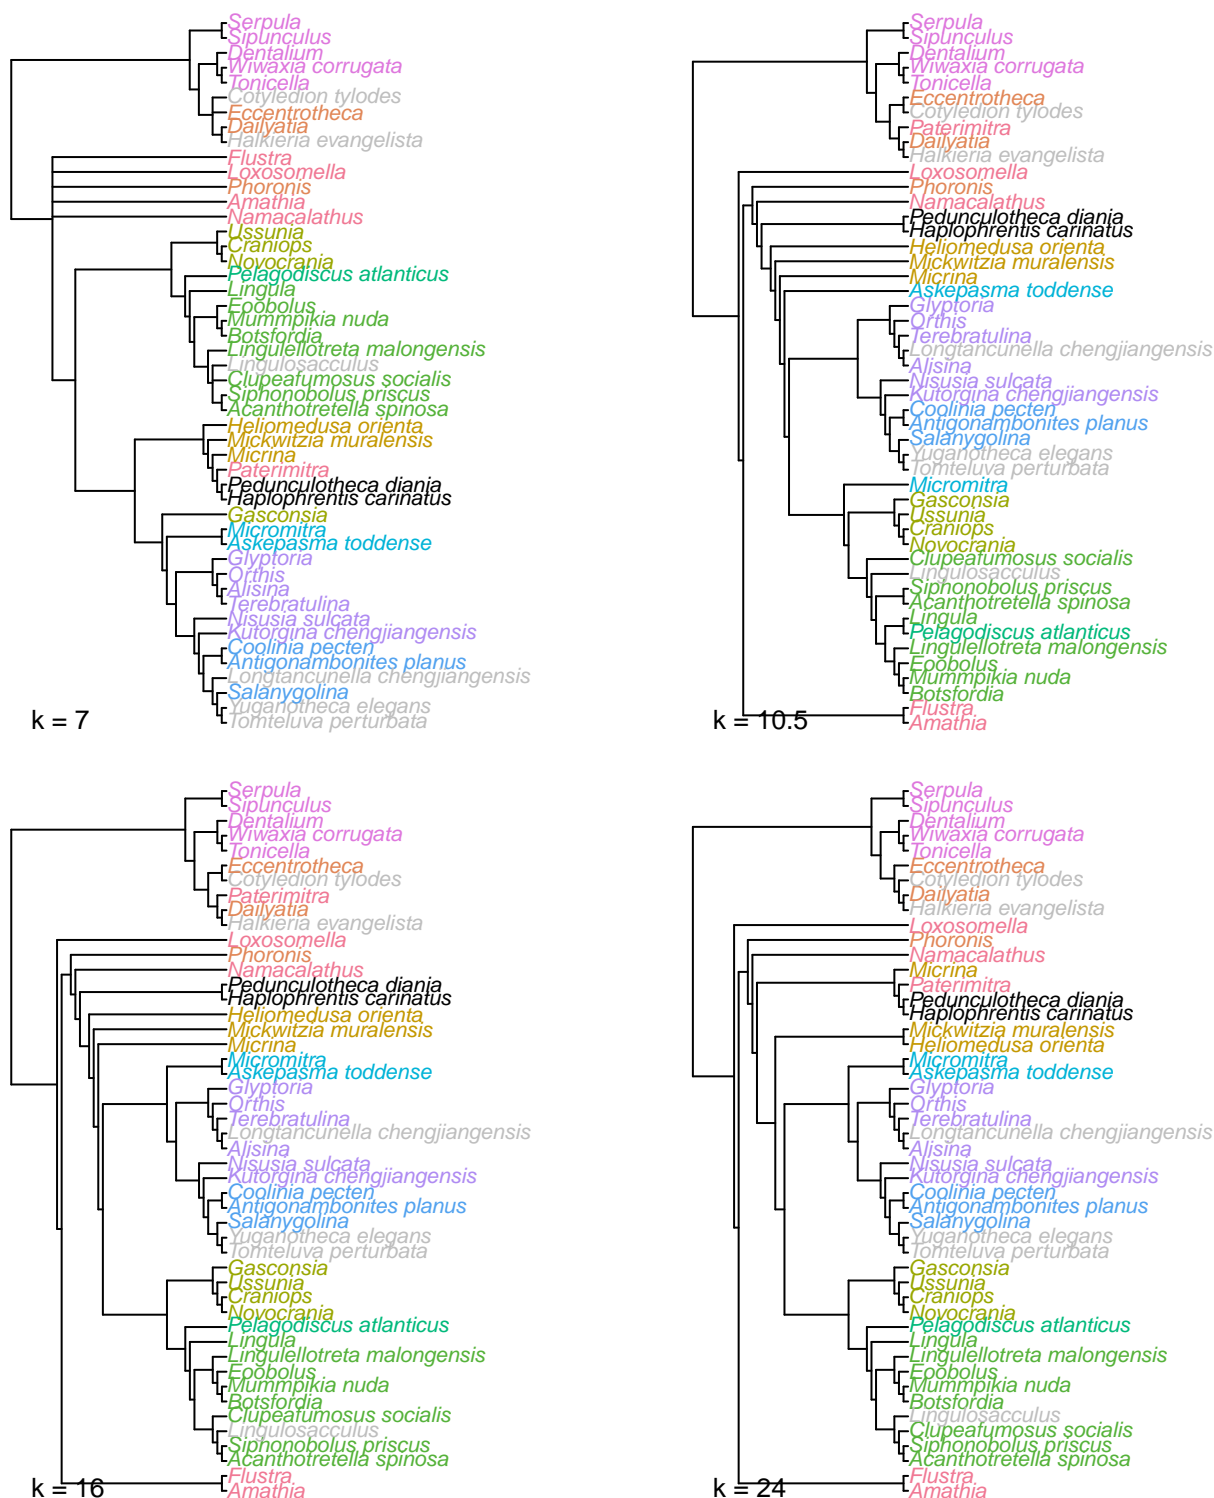 Serpula
Sipunculus
Dentalium
Wiwaxia corrugata
Tonicella
Cotyledion tylodes
Eccentrotheca
Dailyatia
Halkieria evangelista
Flustra
Loxosomella
Phoronis
Amathia
Namacalathus
Ussunia
Craniops
Novocrania
Pelagodiscus atlanticus
Lingula
Eoobolus
Mummpikia nuda
Botsfordia
Lingulellotreta malongensis
Lingulosacculus
Clupeafumosus socialis
Siphonobolus priscus
Acanthotretella spinosa
Heliomedusa orienta
Mickwitzia muralensis
Micrina
Paterimitra
Pedunculotheca diania
Haplophrentis carinatus
Gasconsia
Micromitra
Askepasma toddense
Glyptoria
Orthis
Alisina
Terebratulina
Nisusia sulcata
Kutorgina chengjiangensis
Coolinia pecten
Antigonambonites planus
Longtancunella chengjiangensis
Salanygolina
Yuganotheca elegans
Tomteluva perturbata
k = 7
Serpula
Sipunculus
Dentalium
Wiwaxia corrugata
Tonicella
Eccentrotheca
Cotyledion tylodes
Paterimitra
Dailyatia
Halkieria evangelista
Loxosomella
Phoronis
Namacalathus
Pedunculotheca diania
Haplophrentis carinatus
Heliomedusa orienta
Mickwitzia muralensis
Micrina
Askepasma toddense
Glyptoria
Orthis
Terebratulina
Longtancunella chengjiangensis
Alisina
Nisusia sulcata
Kutorgina chengjiangensis
Coolinia pecten
Antigonambonites planus
Salanygolina
Yuganotheca elegans
Tomteluva perturbata
Micromitra
Gasconsia
Ussunia
Craniops
Novocrania
Clupeafumosus socialis
Lingulosacculus
Siphonobolus priscus
Acanthotretella spinosa
Lingula
Pelagodiscus atlanticus
Lingulellotreta malongensis
Eoobolus
Mummpikia nuda
Botsfordia
Flustra
Amathia
k = 10.5
Serpula
Sipunculus
Dentalium
Wiwaxia corrugata
Tonicella
Eccentrotheca
Cotyledion tylodes
Paterimitra
Dailyatia
Halkieria evangelista
Loxosomella
Phoronis
Namacalathus
Pedunculotheca diania
Haplophrentis carinatus
Heliomedusa orienta
Mickwitzia muralensis
Micrina
Micromitra
Askepasma toddense
Glyptoria
Orthis
Terebratulina
Longtancunella chengjiangensis
Alisina
Nisusia sulcata
Kutorgina chengjiangensis
Coolinia pecten
Antigonambonites planus
Salanygolina
Yuganotheca elegans
Tomteluva perturbata
Gasconsia
Ussunia
Craniops
Novocrania
Pelagodiscus atlanticus
Lingula
Lingulellotreta malongensis
Eoobolus
Mummpikia nuda
Botsfordia
Clupeafumosus socialis
Lingulosacculus
Siphonobolus priscus
Acanthotretella spinosa
Flustra
Amathia
k = 16
Serpula
Sipunculus
Dentalium
Wiwaxia corrugata
Tonicella
Eccentrotheca
Cotyledion tylodes
Dailyatia
Halkieria evangelista
Loxosomella
Phoronis
Namacalathus
Micrina
Paterimitra
Pedunculotheca diania
Haplophrentis carinatus
Mickwitzia muralensis
Heliomedusa orienta
Micromitra
Askepasma toddense
Glyptoria
Orthis
Terebratulina
Longtancunella chengjiangensis
Alisina
Nisusia sulcata
Kutorgina chengjiangensis
Coolinia pecten
Antigonambonites planus
Salanygolina
Yuganotheca elegans
Tomteluva perturbata
Gasconsia
Ussunia
Craniops
Novocrania
Pelagodiscus atlanticus
Lingula
Lingulellotreta malongensis
Eoobolus
Mummpikia nuda
Botsfordia
Lingulosacculus
Clupeafumosus socialis
Siphonobolus priscus
Acanthotretella spinosa
Flustra
Amathia
k = 24